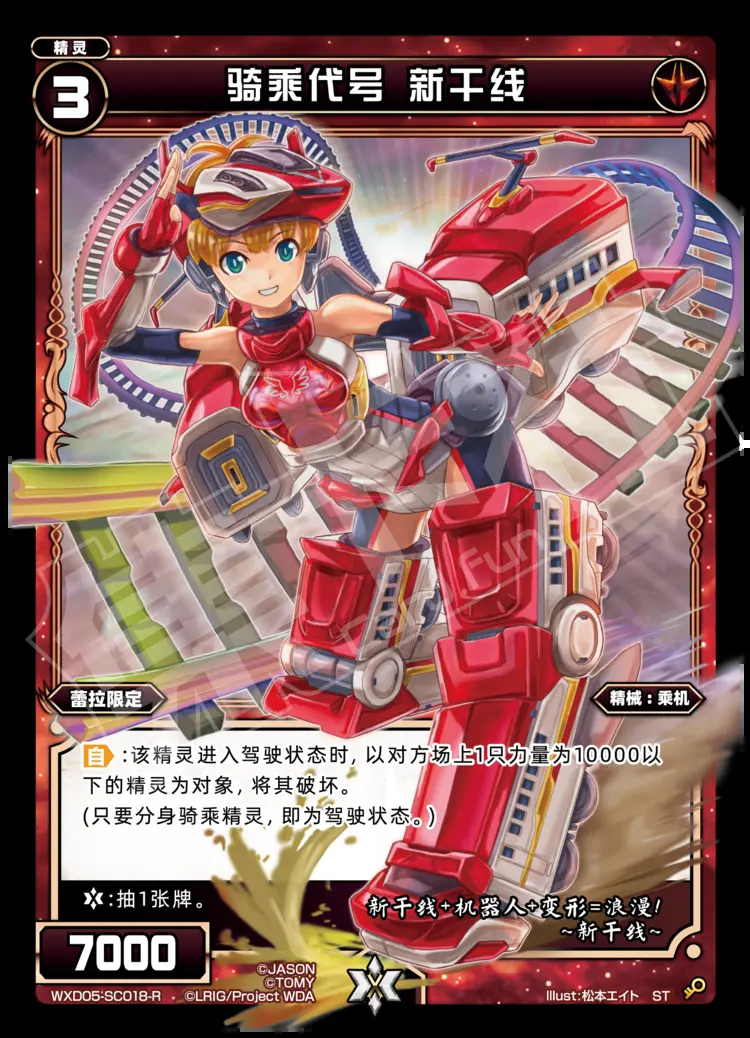 精灵
3
骑乘代号 新干线
蕾拉限定
精械：乘机
自:该精灵进入驾驶状态时, 以对方场上1只力量为10000以
下的精灵为对象, 将其破坏。
(只要分身骑乘精灵, 即为驾驶状态。)
:抽1张牌。
新干线+机器人+变形=浪漫!
~新干线~
7000
©JASON
©TOMY
WXD05-SC018-R ©LRIG/Project WDA
Illust:松本エイト ST